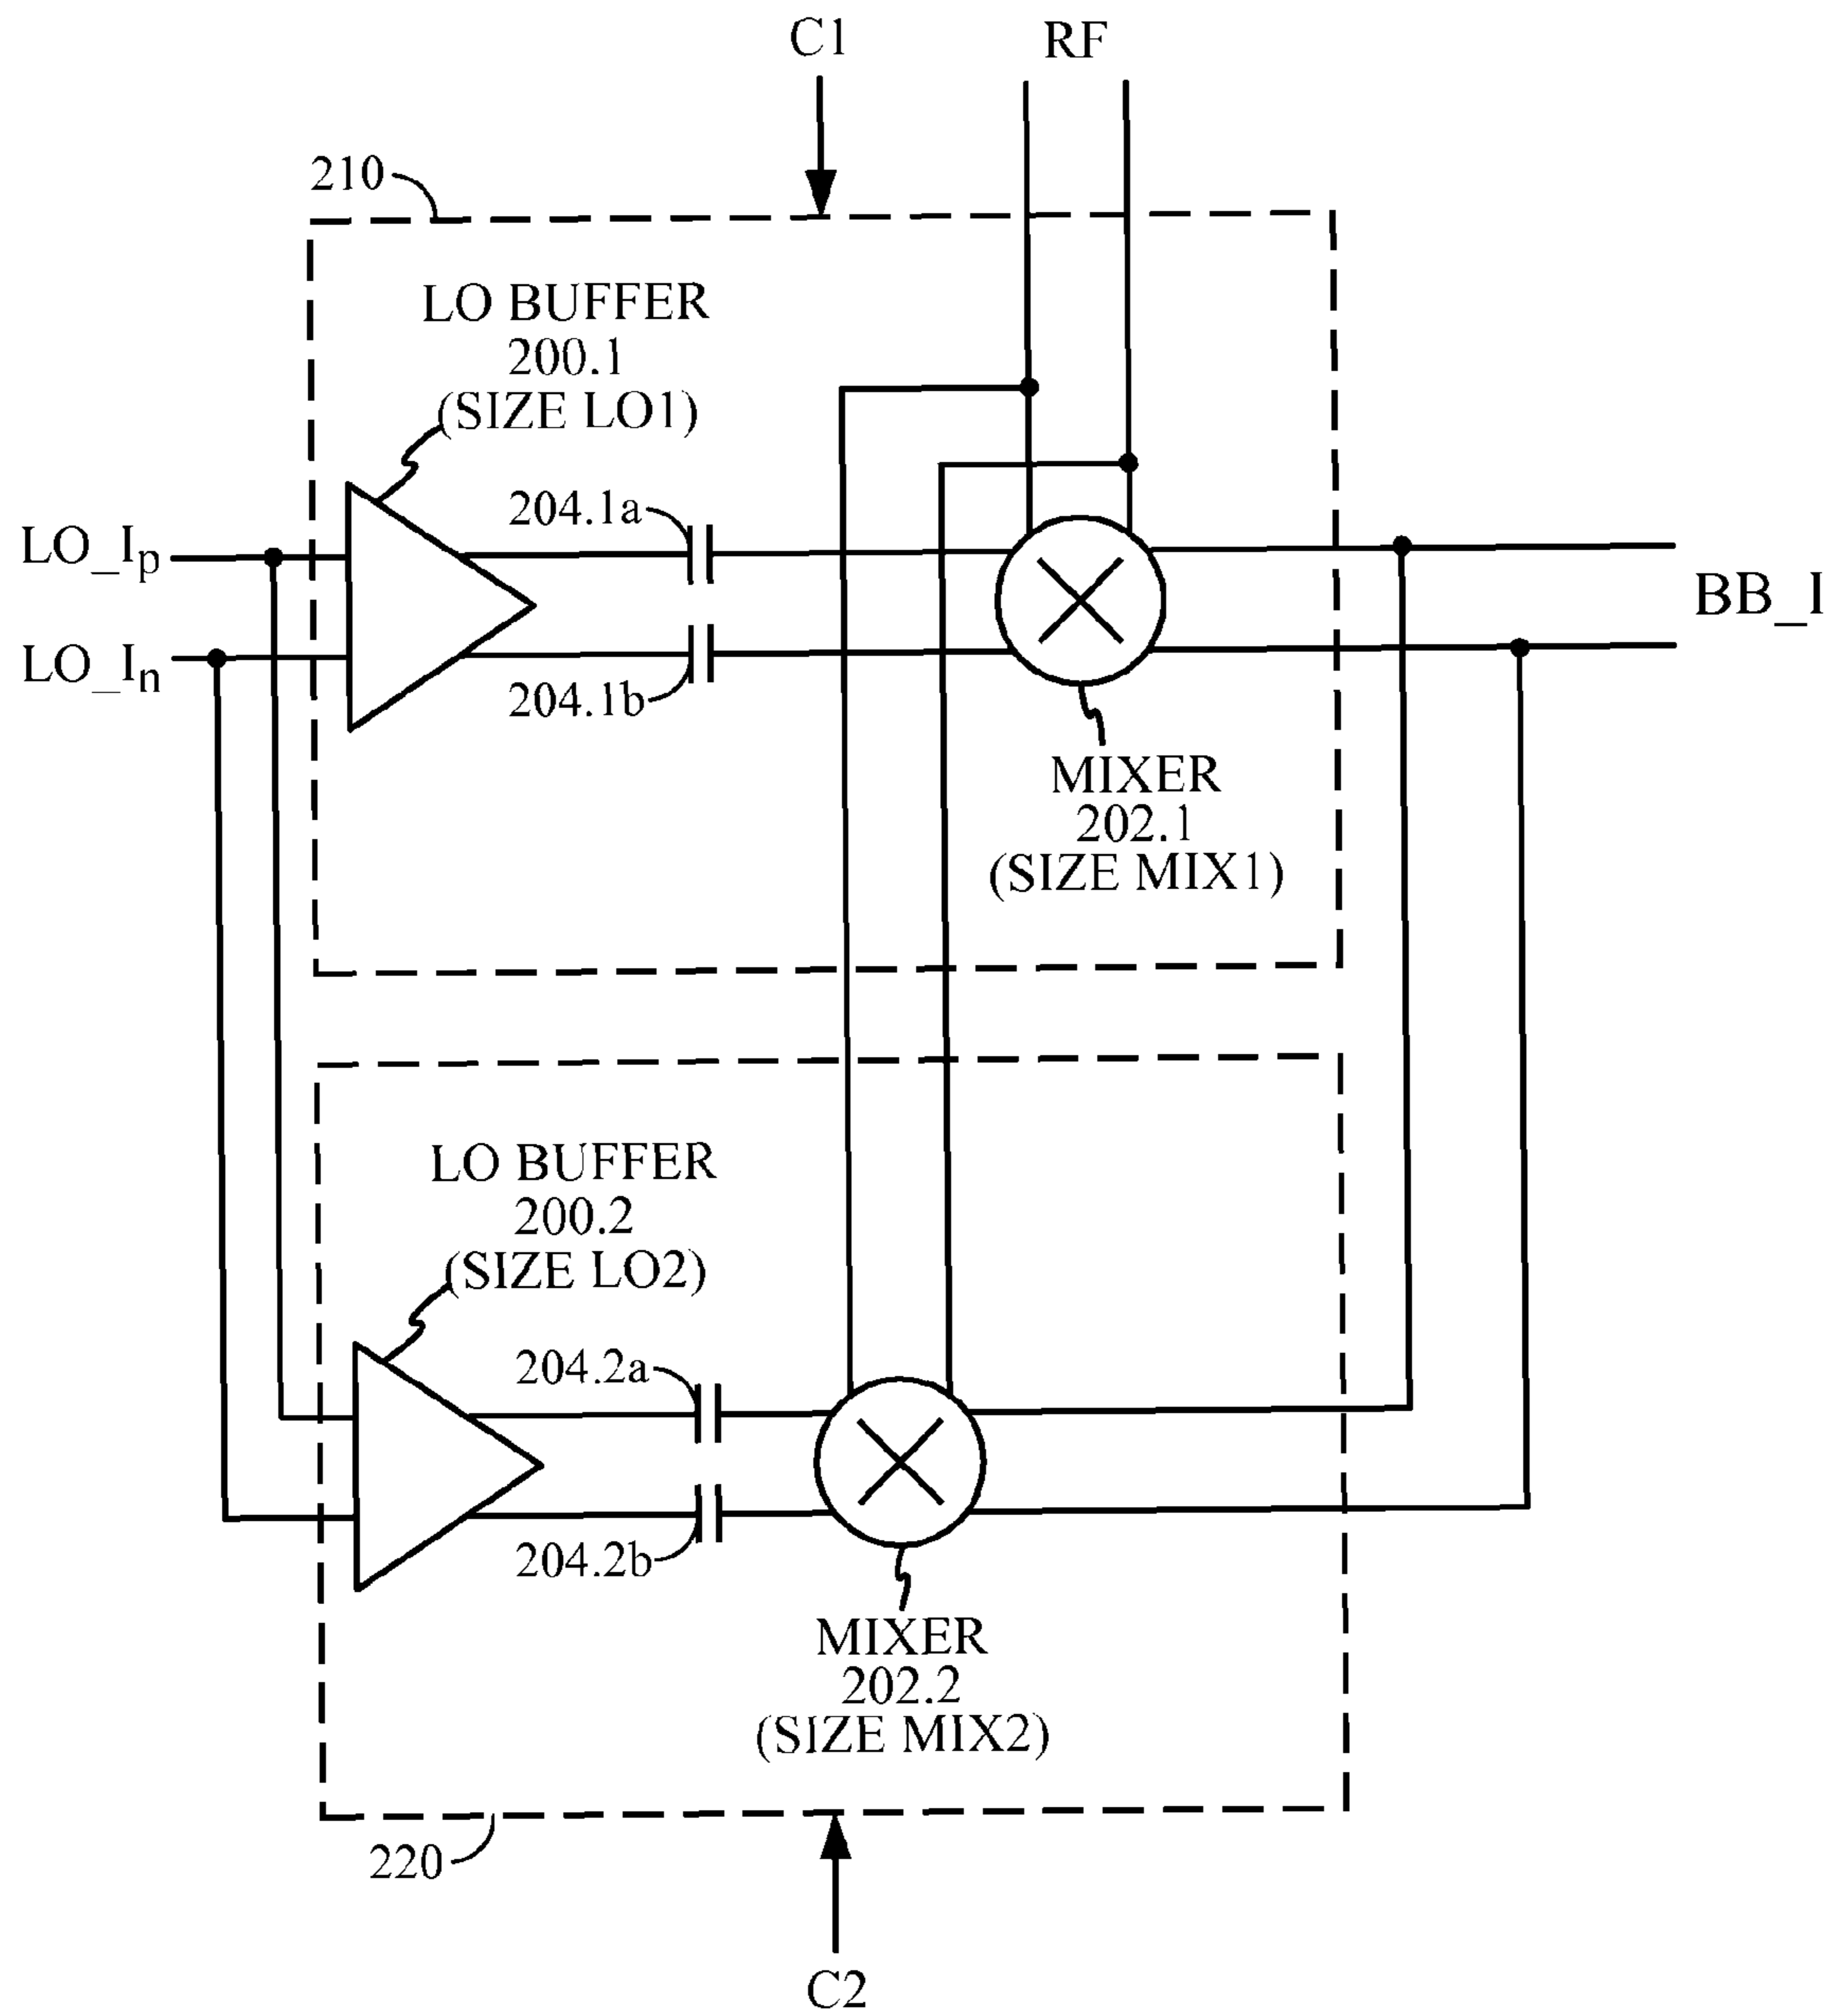 C1
RF
210
LO BUFFER
200.1
(SIZE LO1)
204.1a
LO_Ip
BB_I
LO_In
204.1b
MIXER
202.1
(SIZE MIX1)
LO BUFFER
200.2
(SIZE LO2)
204.2a
204.2b
MIXER
202.2
(SIZE MIX2)
220
C2